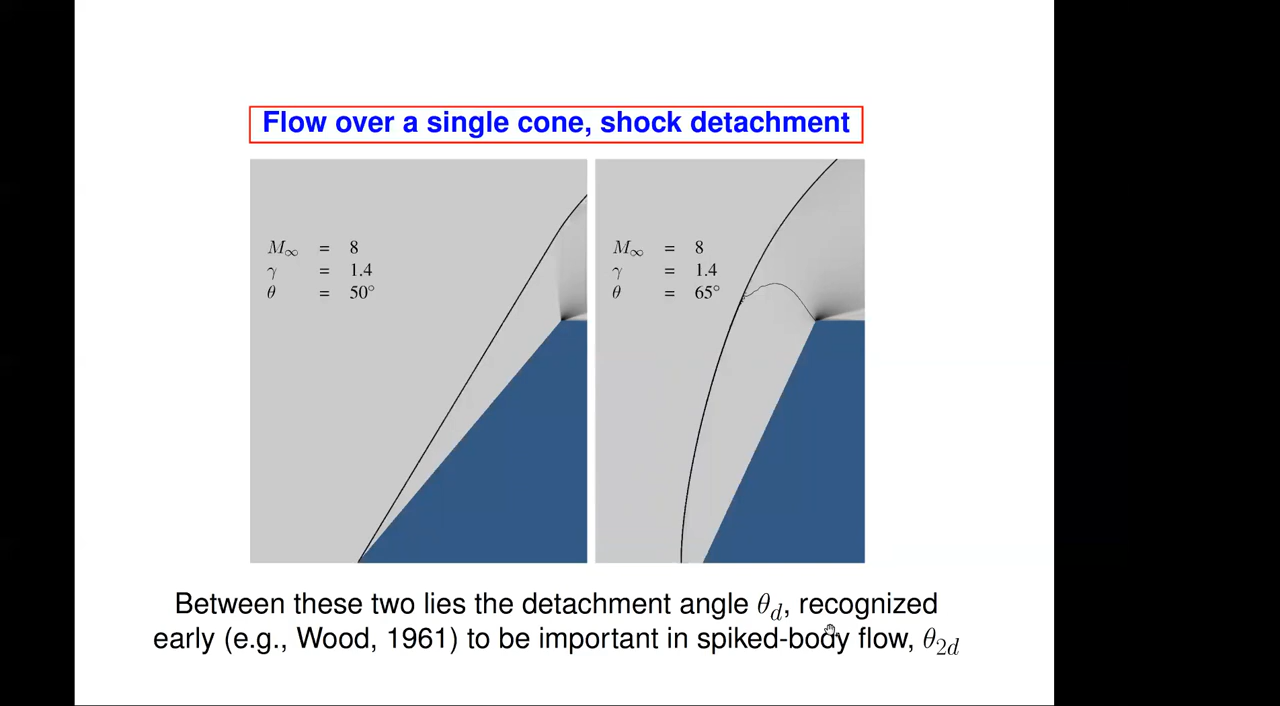 Flow over a single cone, shock detachment
M∞ = 8
γ = 1.4
θ = 50°
M∞ = 8
γ = 1.4
θ = 65°
Between these two lies the detachment angle θd, recognized
early (e.g., Wood, 1961) to be important in spiked-body flow, θ2d